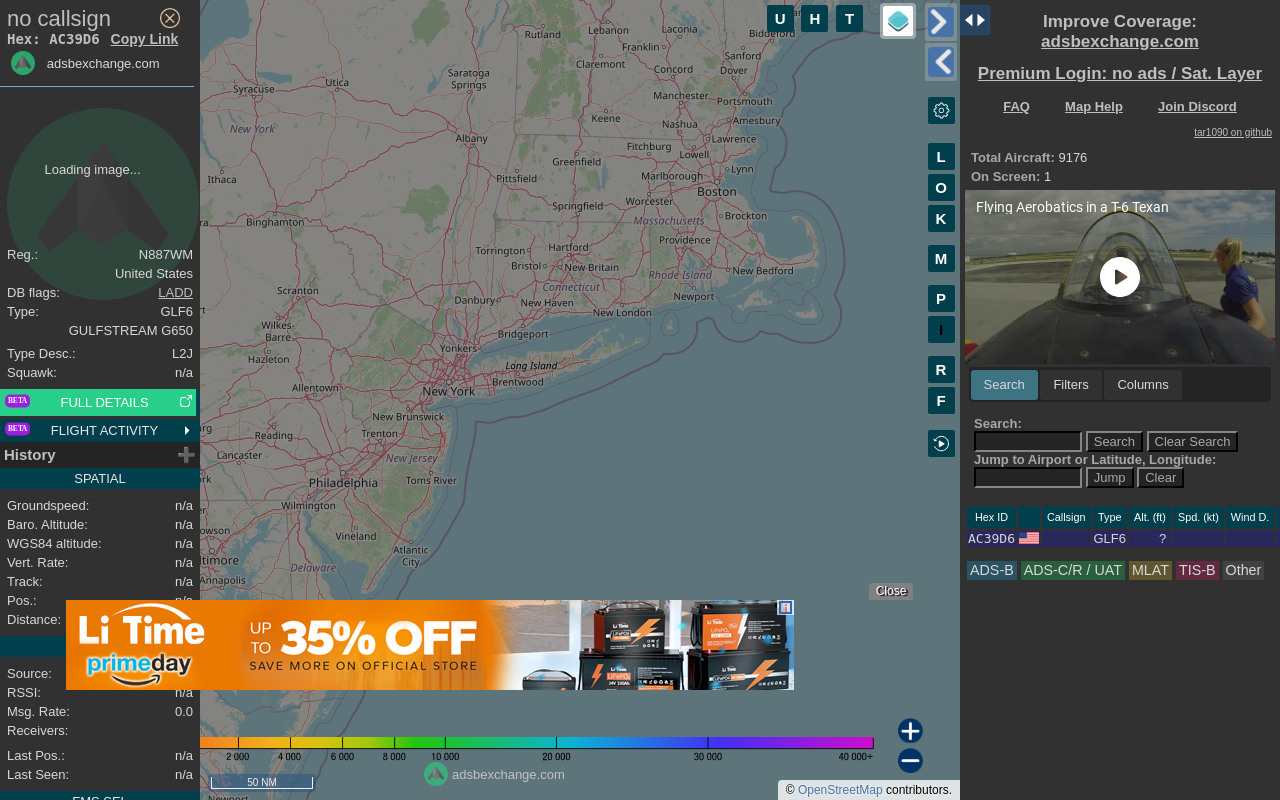 no callsign
Hex: AC39D6 Copy Link
adsbexchange.com
Loading image...
Reg.: N887WM
United States
DB flags: LADD
Type: GLF6
GULFSTREAM G650
Type Desc.: L2J
Squawk: n/a
BETA FULL DETAILS
BETA FLIGHT ACTIVITY
History
SPATIAL
Groundspeed: n/a
Baro. Altitude: n/a
WGS84 altitude: n/a
Vert. Rate: n/a
Track: n/a
Pos.: n/a
Distance:
Source:
RSSI: n/a
Msg. Rate: 0.0
Receivers:
Last Pos.: n/a
Last Seen: n/a
FMS SEL
U H T
L
O
K
M
P
I
R
F
Rutland
Lebanon
Laconia
Biddeford
Franklin
Claremont
Sanford
Concord
Dover
Utica
Saratoga
Springs
Syracuse
Manchester
Portsmouth
Keene
Amesbury
New York
Nashua
Albany
Lawrence
Fitchburg
Greenfield
Lowell
Pittsfield
Marlborough
Lynn
Ithaca
Boston
Springfield
Worcester
Binghamton
Massachusetts
Brockton
Torrington
Hartford
Providence
Bristol
New Britain
Rhode Island
New Bedford
Scranton
Connecticut
Danbury
New Haven
Newport
New London
Wilkes-
Barre
Bridgeport
Yonkers
Hazleton
Long Island
Allentown
New York
Brentwood
New Brunswick
Reading
Trenton
Lancaster
New Jersey
Toms River
Philadelphia
Wilmington
Vineland
Atlantic
City
Annapolis
Delaware
Close
Li Time
prime day
UP
TO 35% OFF
SAVE MORE ON OFFICIAL STORE
2 000 4 000 6 000 8 000 10 000 20 000 30 000 40 000+
50 NM
adsbexchange.com
Newport
© OpenStreetMap contributors.
Improve Coverage:
adsbexchange.com
Premium Login: no ads / Sat. Layer
FAQ Map Help Join Discord
tar1090 on github
Total Aircraft: 9176
On Screen: 1
Flying Aerobatics in a T-6 Texan
Search Filters Columns
Search:
Search Clear Search
Jump to Airport or Latitude, Longitude:
Jump Clear
Hex ID Callsign Type Alt. (ft) Spd. (kt) Wind D.
AC39D6 GLF6 ?
ADS-B ADS-C/R / UAT MLAT TIS-B Other